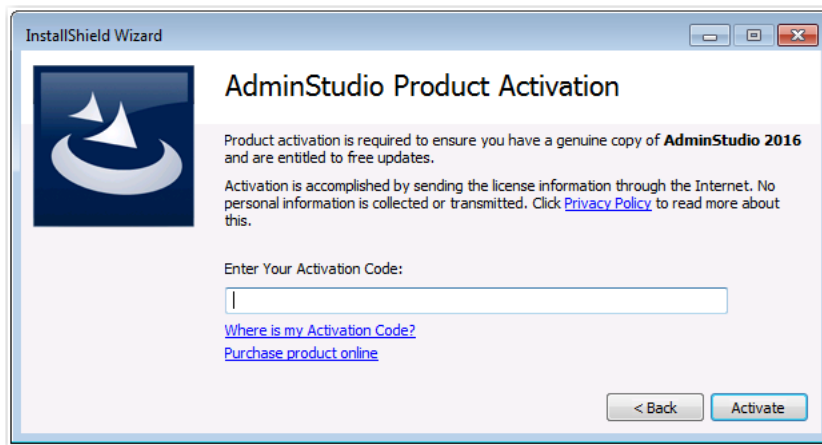 InstallShield Wizard
AdminStudio Product Activation
Product activation is required to ensure you have a genuine copy of AdminStudio 2016
and are entitled to free updates.
Activation is accomplished by sending the license information through the Internet. No
personal information is collected or transmitted. Click Privacy Policy to read more about
this.
Enter Your Activation Code:
Where is my Activation Code?
Purchase product online
< Back Activate